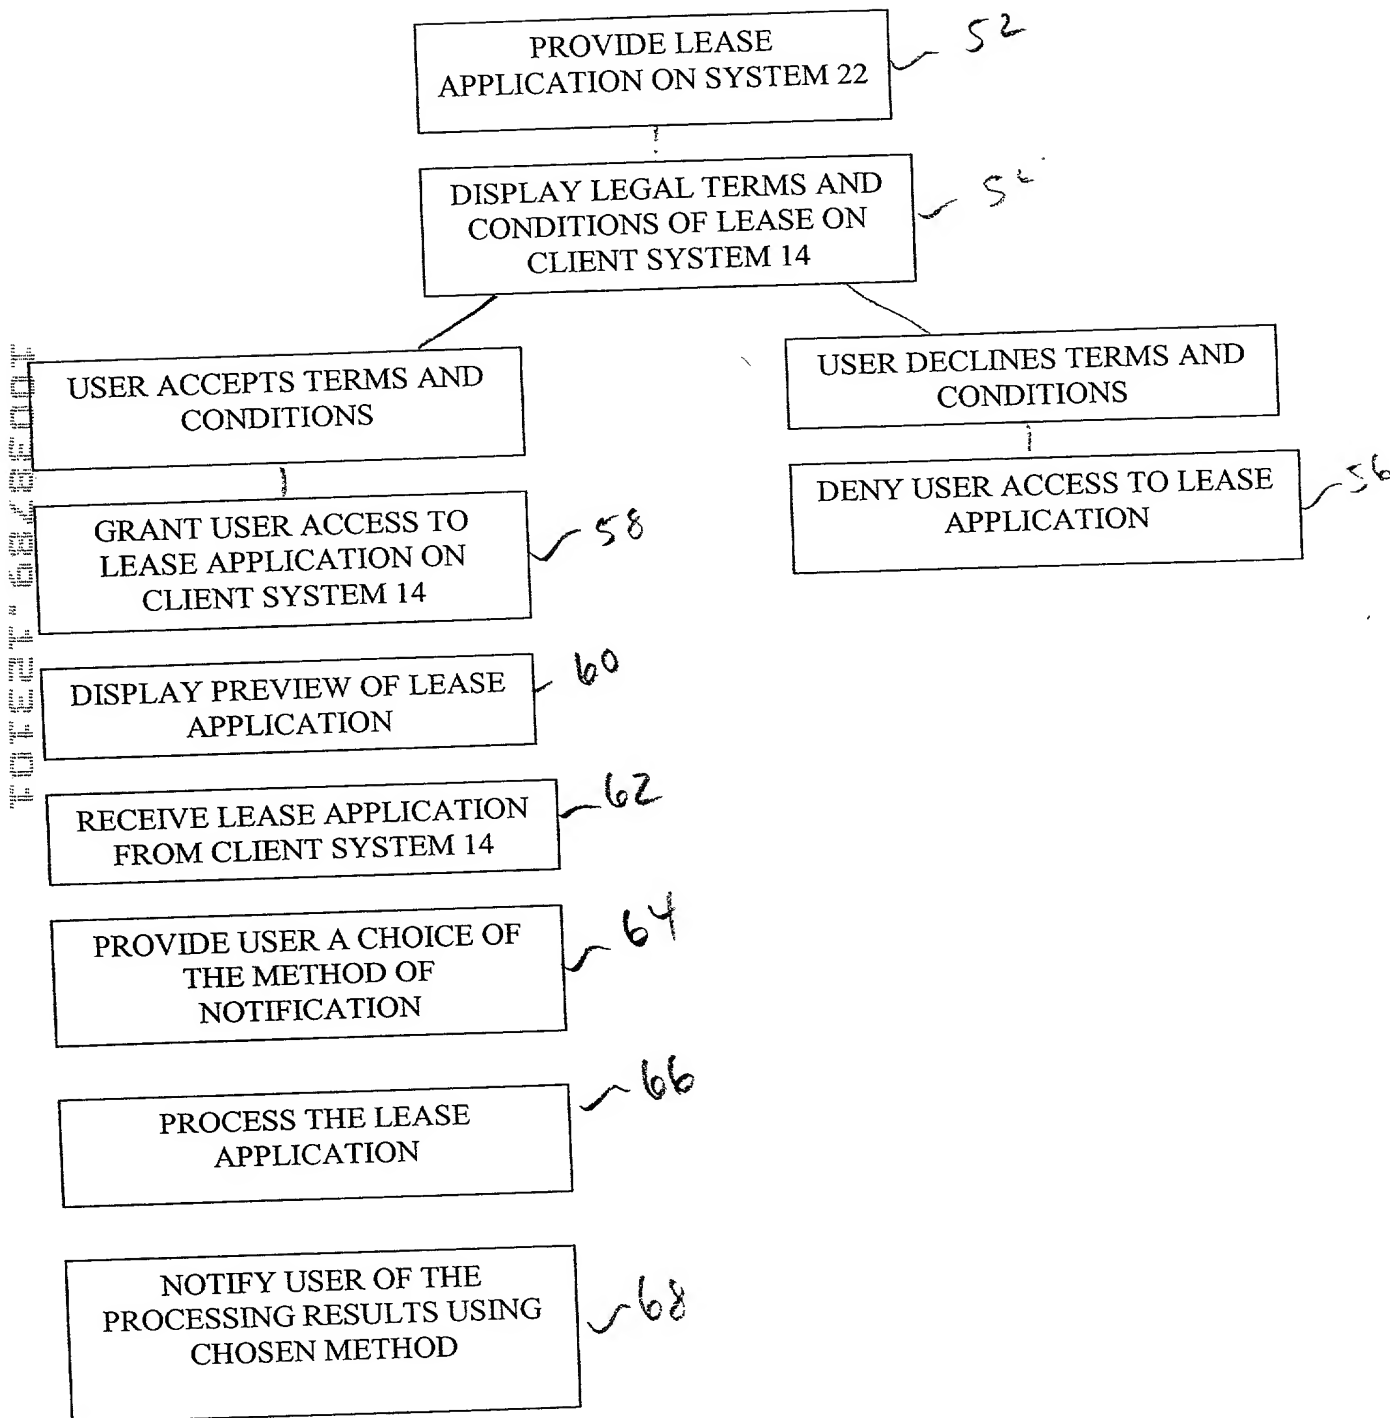 PROVIDE LEASE
APPLICATION ON SYSTEM 22
52
DISPLAY LEGAL TERMS AND
CONDITIONS OF LEASE ON
CLIENT SYSTEM 14
USER ACCEPTS TERMS AND
CONDITIONS
USER DECLINES TERMS AND
CONDITIONS
GRANT USER ACCESS TO
LEASE APPLICATION ON
CLIENT SYSTEM 14
58
DENY USER ACCESS TO LEASE
APPLICATION
56
DISPLAY PREVIEW OF LEASE
APPLICATION
60
RECEIVE LEASE APPLICATION
FROM CLIENT SYSTEM 14
62
PROVIDE USER A CHOICE OF
THE METHOD OF
NOTIFICATION
64
PROCESS THE LEASE
APPLICATION
66
NOTIFY USER OF THE
PROCESSING RESULTS USING
CHOSEN METHOD
68